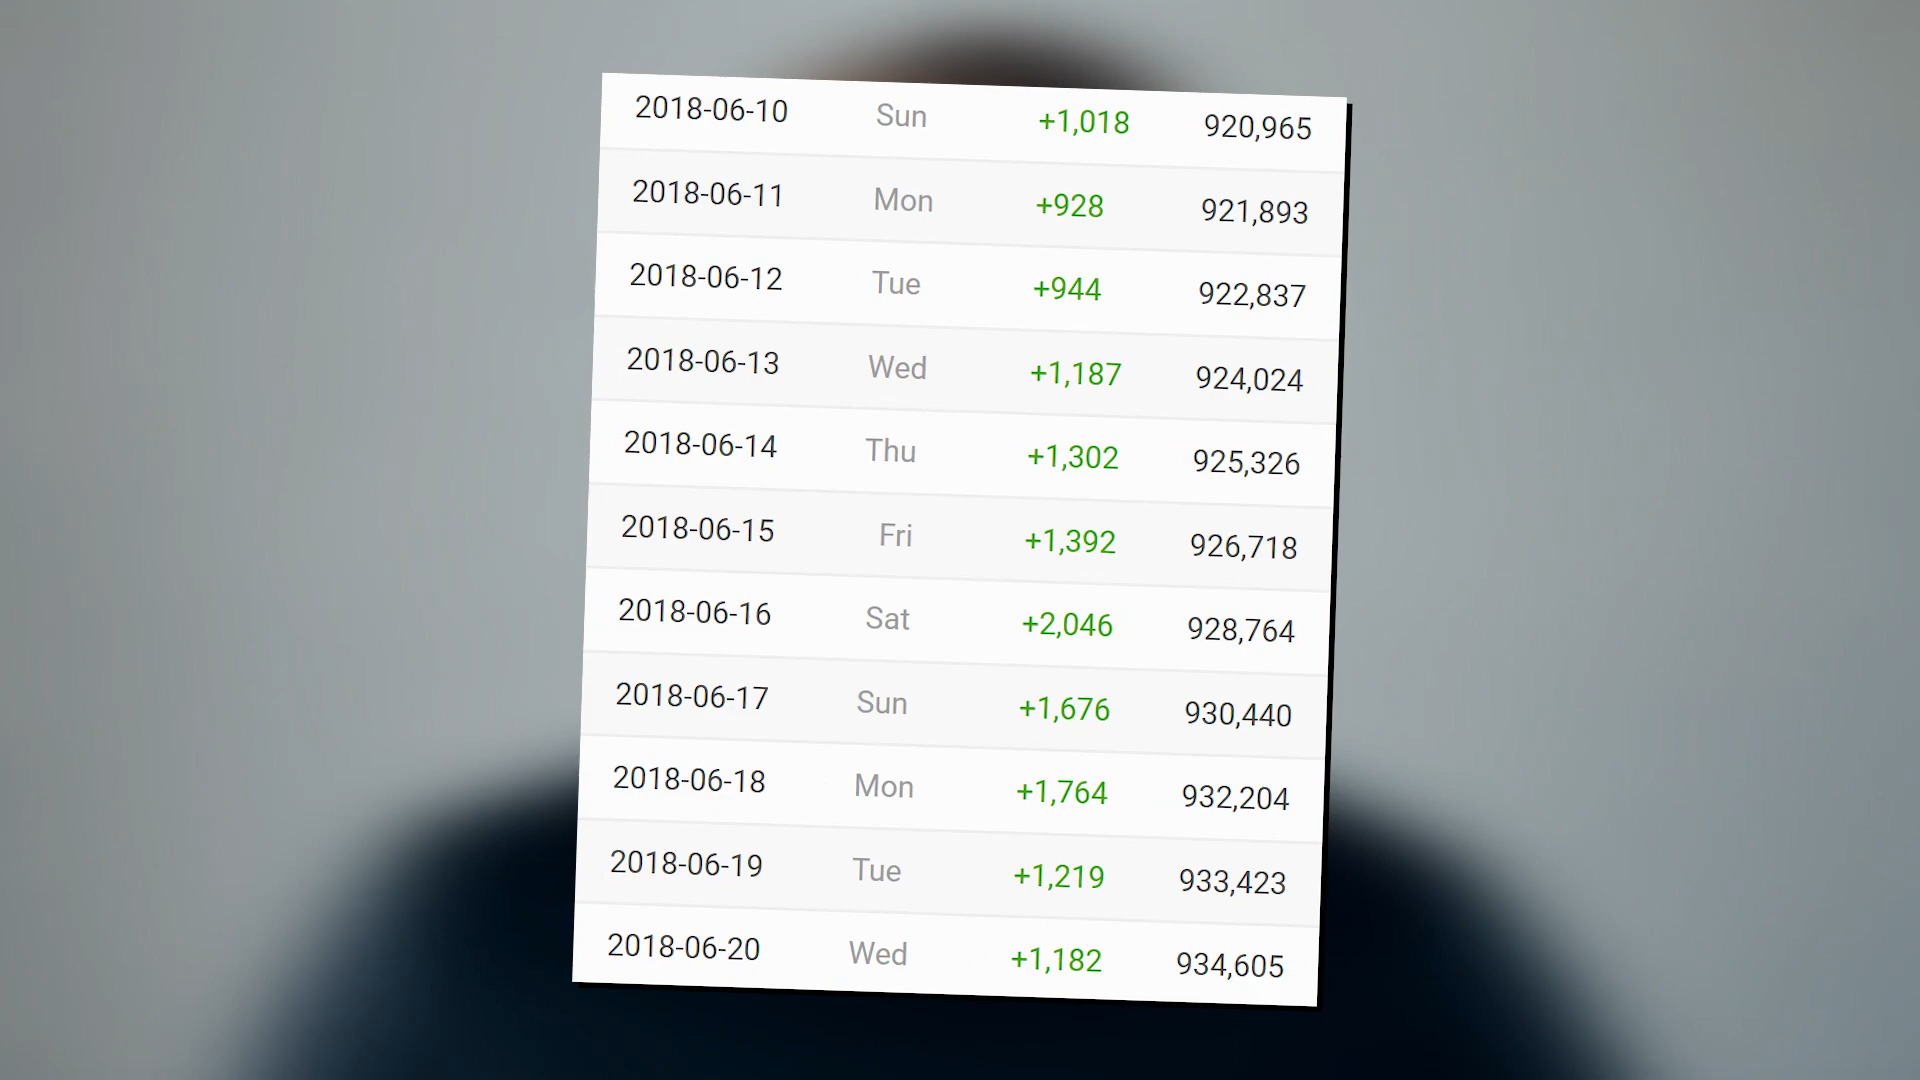 2018-06-10 Sun +1,018 920,965
2018-06-11 Mon +928 921,893
2018-06-12 Tue +944 922,837
2018-06-13 Wed +1,187 924,024
2018-06-14 Thu +1,302 925,326
2018-06-15 Fri +1,392 926,718
2018-06-16 Sat +2,046 928,764
2018-06-17 Sun +1,676 930,440
2018-06-18 Mon +1,764 932,204
2018-06-19 Tue +1,219 933,423
2018-06-20 Wed +1,182 934,605